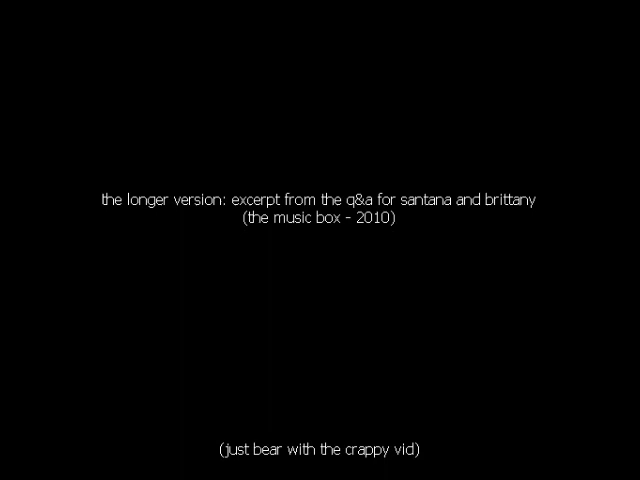 the longer version: excerpt from the q&a for santana and brittany
(the music box - 2010)
(just bear with the crappy vid)